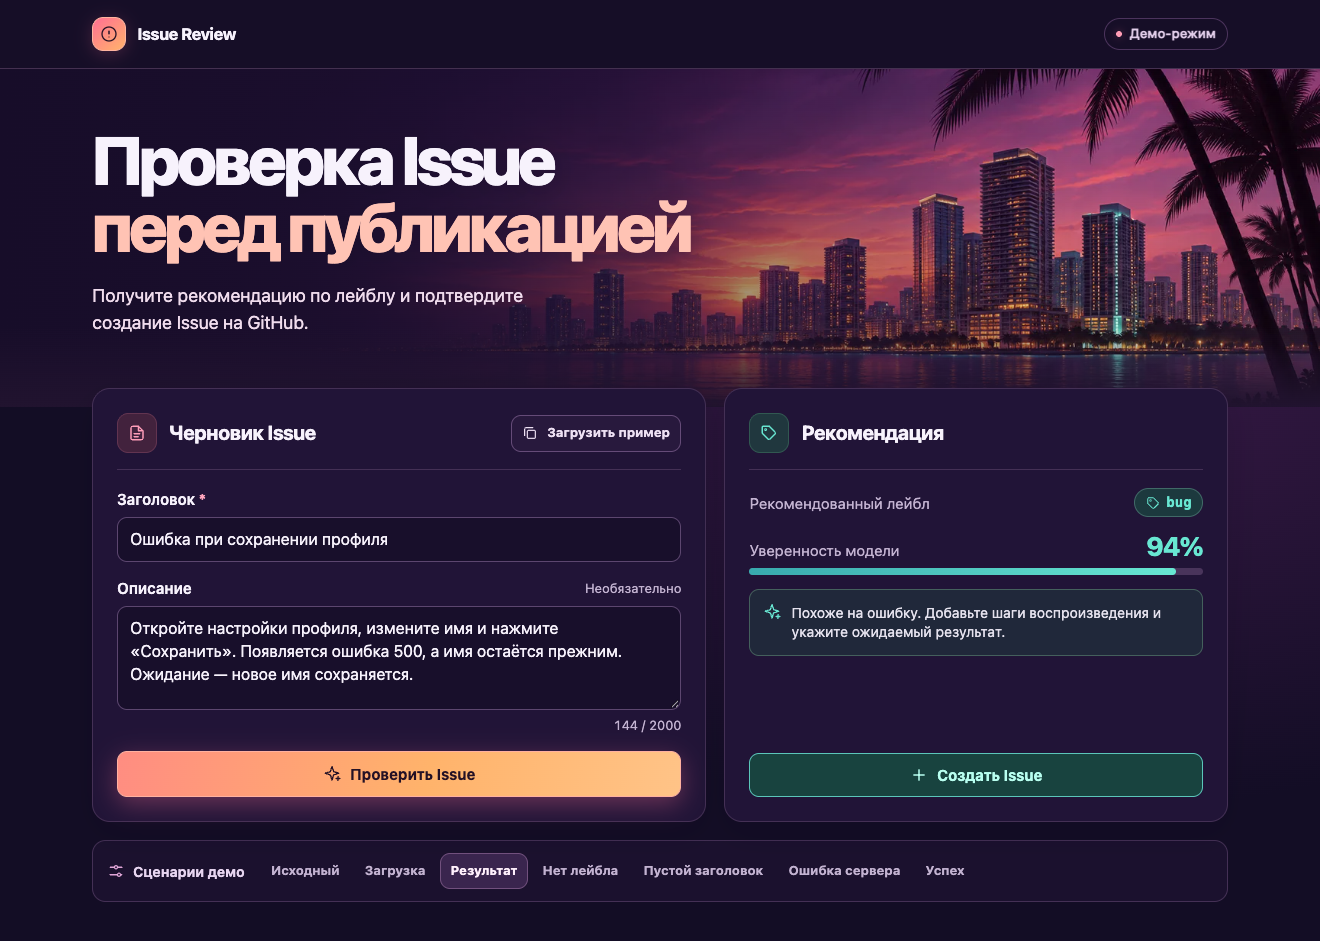 Issue Review
Демо-режим
Проверка Issue
перед публикацией
Получите рекомендацию по лейблу и подтвердите
создание Issue на GitHub.
Черновик Issue
Загрузить пример
Заголовок *
Ошибка при сохранении профиля
Описание
Необязательно
Откройте настройки профиля, измените имя и нажмите
«Сохранить». Появляется ошибка 500, а имя остаётся прежним.
Ожидание — новое имя сохраняется.
144 / 2000
Проверить Issue
Рекомендация
Рекомендованный лейбл
bug
Уверенность модели
94%
Похоже на ошибку. Добавьте шаги воспроизведения и
укажите ожидаемый результат.
Создать Issue
Сценарии демо
Исходный
Загрузка
Результат
Нет лейбла
Пустой заголовок
Ошибка сервера
Успех